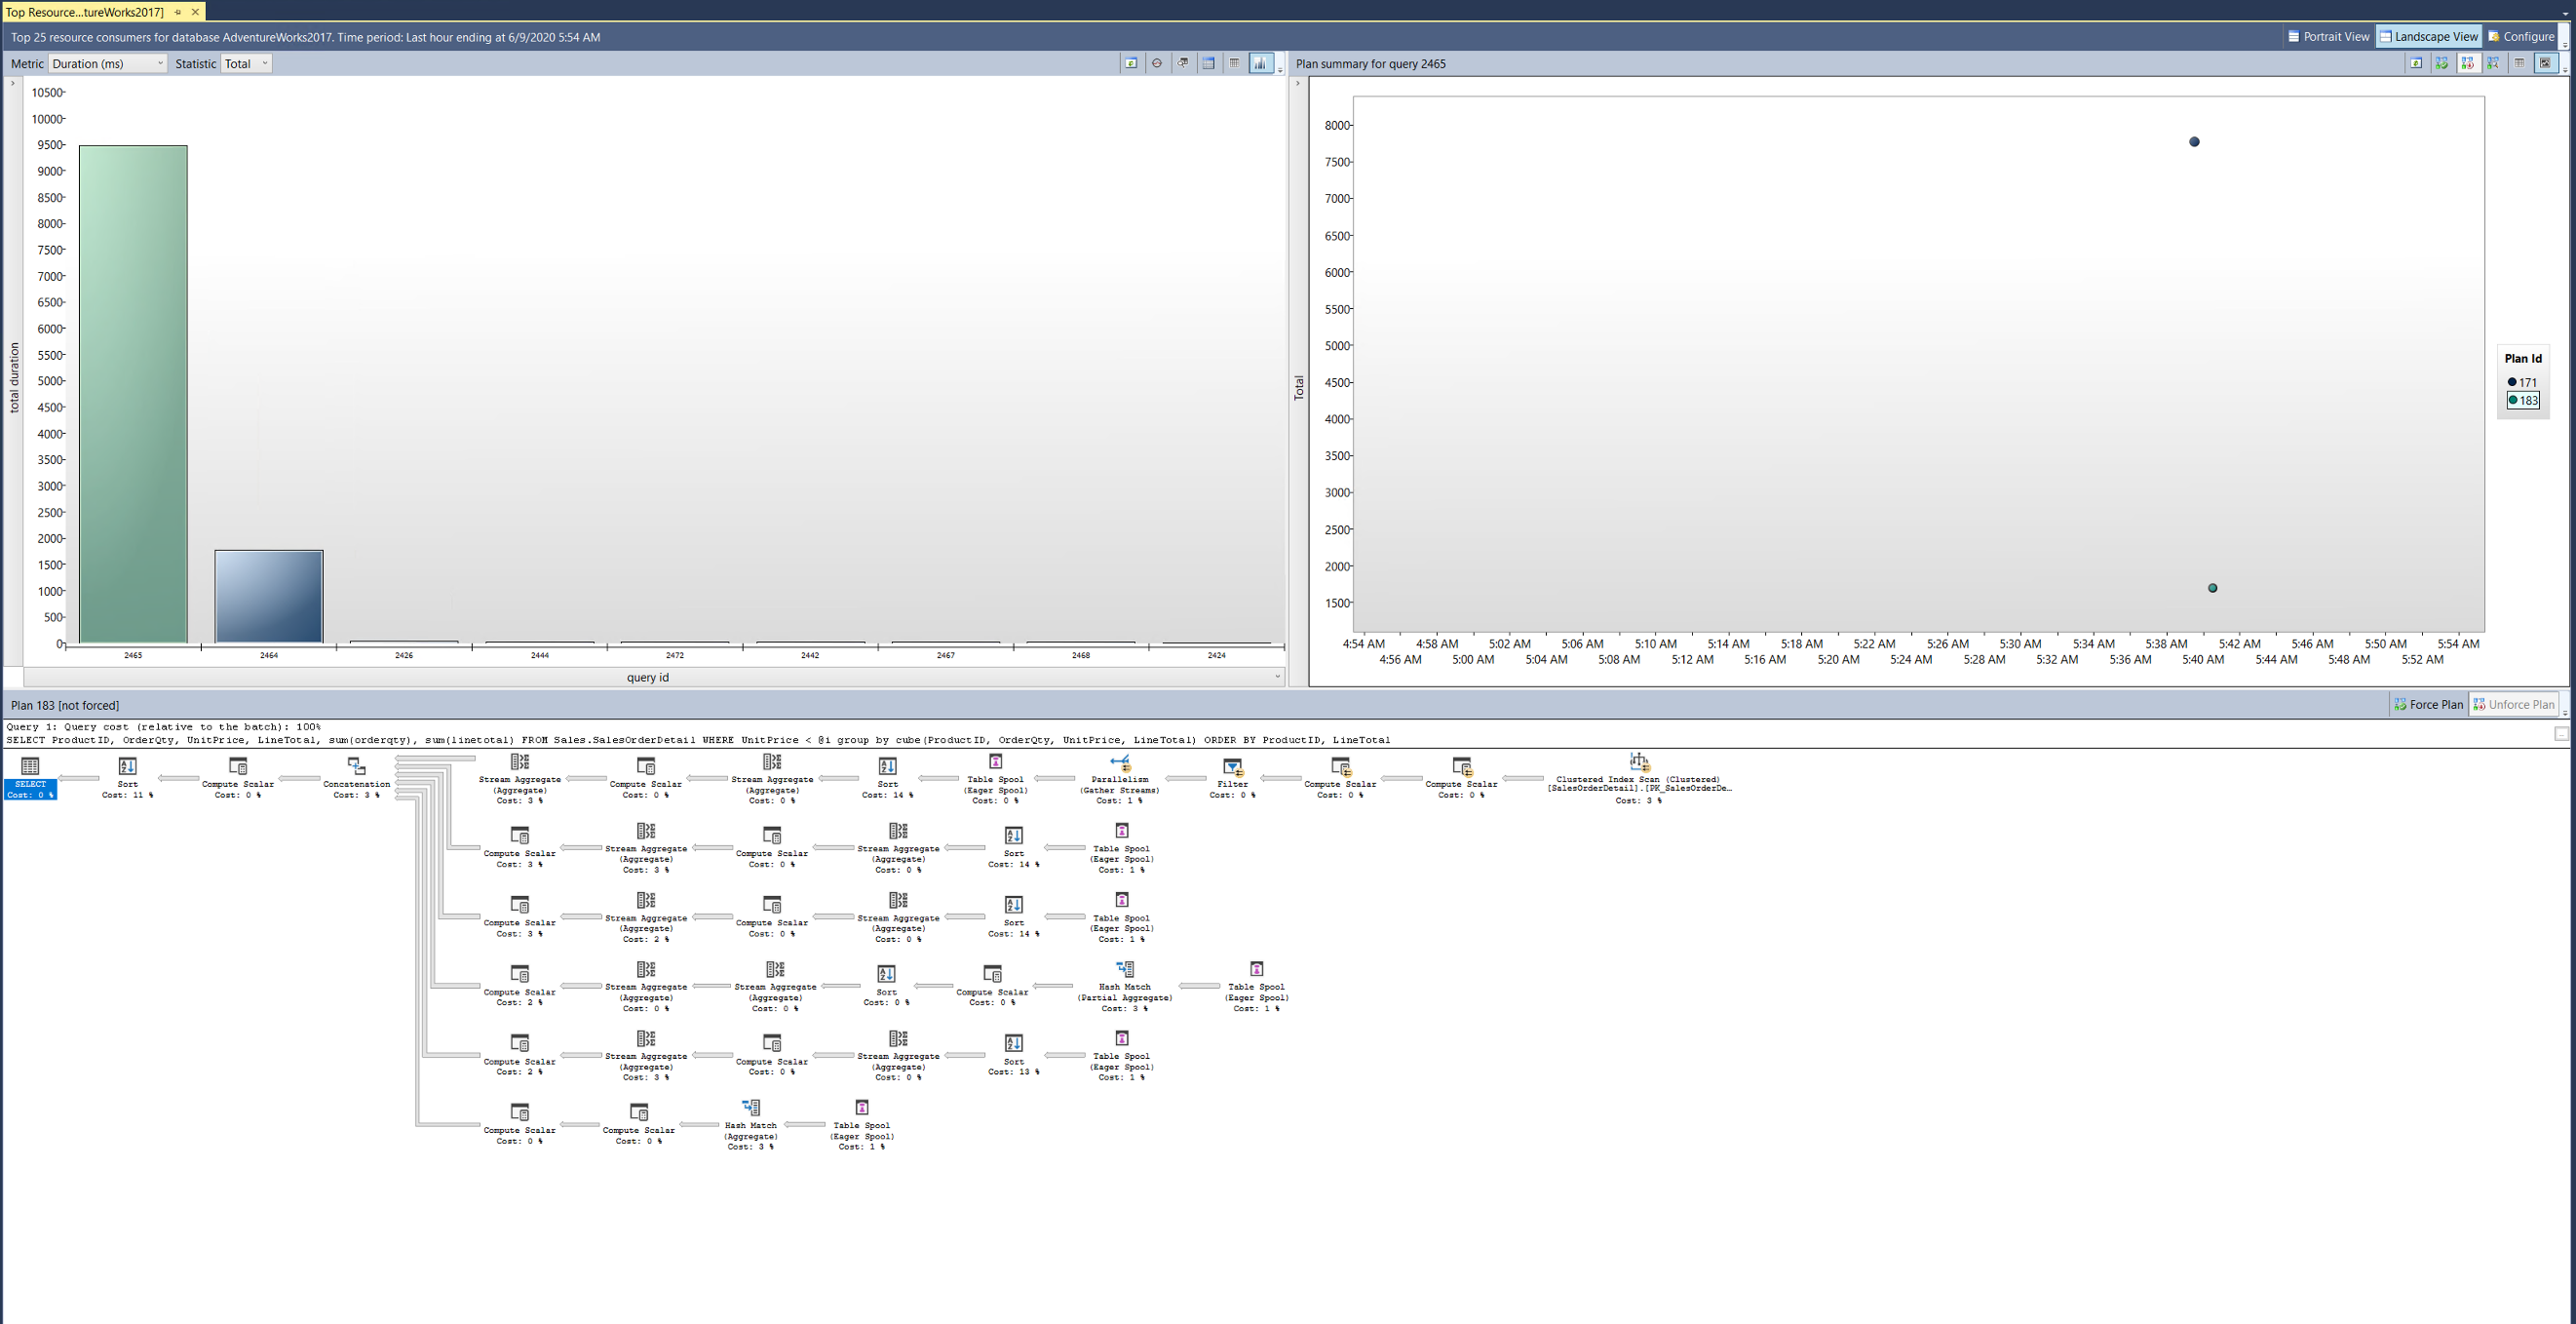 Top Resource...tureWorks2017]
Top 25 resource consumers for database AdventureWorks2017. Time period: Last hour ending at 6/9/2020 5:54 AM
Portrait View Landscape View Configure
Metric Duration (ms) Statistic Total
Plan summary for query 2465
10500
10000
9500
9000
8500
8000
7500
7000
6500
6000
5500
5000
4500
4000
3500
3000
2500
2000
1500
1000
500
0
total duration
2465 2464 2426 2444 2472 2442 2467 2468 2424
query id
8000
7500
7000
6500
6000
5500
5000
4500
4000
3500
3000
2500
2000
1500
Total
4:54 AM 4:58 AM 5:02 AM 5:06 AM 5:10 AM 5:14 AM 5:18 AM 5:22 AM 5:26 AM 5:30 AM 5:34 AM 5:38 AM 5:42 AM 5:46 AM 5:50 AM 5:54 AM
4:56 AM 5:00 AM 5:04 AM 5:08 AM 5:12 AM 5:16 AM 5:20 AM 5:24 AM 5:28 AM 5:32 AM 5:36 AM 5:40 AM 5:44 AM 5:48 AM 5:52 AM
Plan Id
171
183
Plan 183 [not forced]
Force Plan Unforce Plan
Query 1: Query cost (relative to the batch): 100%
SELECT ProductID, OrderQty, UnitPrice, LineTotal, sum(orderqty), sum(linetotal) FROM Sales.SalesOrderDetail WHERE UnitPrice < @i group by cube(ProductID, OrderQty, UnitPrice, LineTotal) ORDER BY ProductID, LineTotal
SELECT
Cost: 0 %
Sort
Cost: 11 %
Compute Scalar
Cost: 0 %
Concatenation
Cost: 3 %
Stream Aggregate
(Aggregate)
Cost: 3 %
Compute Scalar
Cost: 0 %
Stream Aggregate
(Aggregate)
Cost: 0 %
Sort
Cost: 14 %
Table Spool
(Eager Spool)
Cost: 0 %
Parallelism
(Gather Streams)
Cost: 1 %
Filter
Cost: 0 %
Compute Scalar
Cost: 0 %
Compute Scalar
Cost: 0 %
Clustered Index Scan (Clustered)
[SalesOrderDetail].[PK_SalesOrderDe...
Cost: 3 %
Compute Scalar
Cost: 3 %
Stream Aggregate
(Aggregate)
Cost: 3 %
Compute Scalar
Cost: 0 %
Stream Aggregate
(Aggregate)
Cost: 0 %
Sort
Cost: 14 %
Table Spool
(Eager Spool)
Cost: 1 %
Compute Scalar
Cost: 3 %
Stream Aggregate
(Aggregate)
Cost: 2 %
Compute Scalar
Cost: 0 %
Stream Aggregate
(Aggregate)
Cost: 0 %
Sort
Cost: 14 %
Table Spool
(Eager Spool)
Cost: 1 %
Compute Scalar
Cost: 2 %
Stream Aggregate
(Aggregate)
Cost: 0 %
Stream Aggregate
(Aggregate)
Cost: 0 %
Sort
Cost: 0 %
Compute Scalar
Cost: 0 %
Hash Match
(Partial Aggregate)
Cost: 3 %
Table Spool
(Eager Spool)
Cost: 1 %
Compute Scalar
Cost: 2 %
Stream Aggregate
(Aggregate)
Cost: 3 %
Compute Scalar
Cost: 0 %
Stream Aggregate
(Aggregate)
Cost: 0 %
Sort
Cost: 13 %
Table Spool
(Eager Spool)
Cost: 1 %
Compute Scalar
Cost: 0 %
Compute Scalar
Cost: 0 %
Hash Match
(Aggregate)
Cost: 3 %
Table Spool
(Eager Spool)
Cost: 1 %